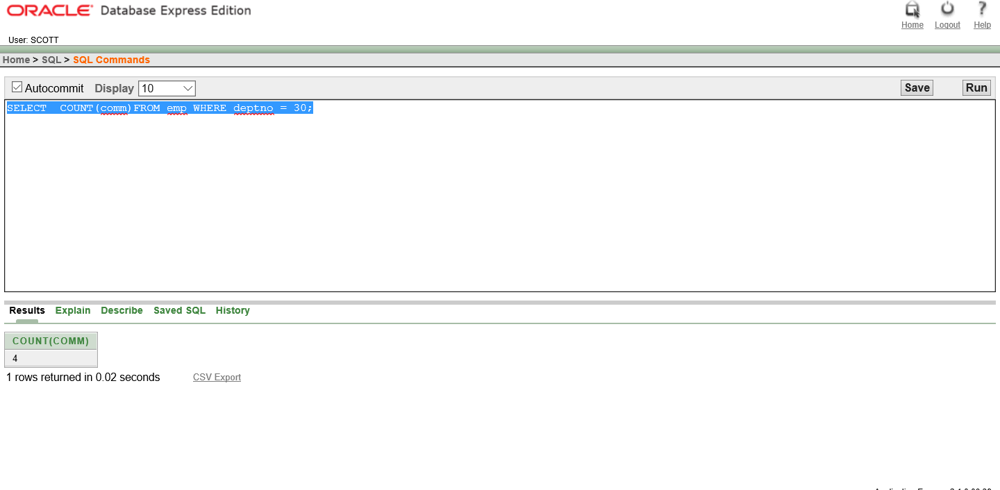 ORACLE Database Express Edition
Home Logout Help
User: SCOTT
Home > SQL > SQL Commands
Autocommit Display 10 Save Run
SELECT  COUNT(comm)FROM emp WHERE deptno = 30;
Results Explain Describe Saved SQL History
COUNT(COMM)
4
1 rows returned in 0.02 seconds CSV Export